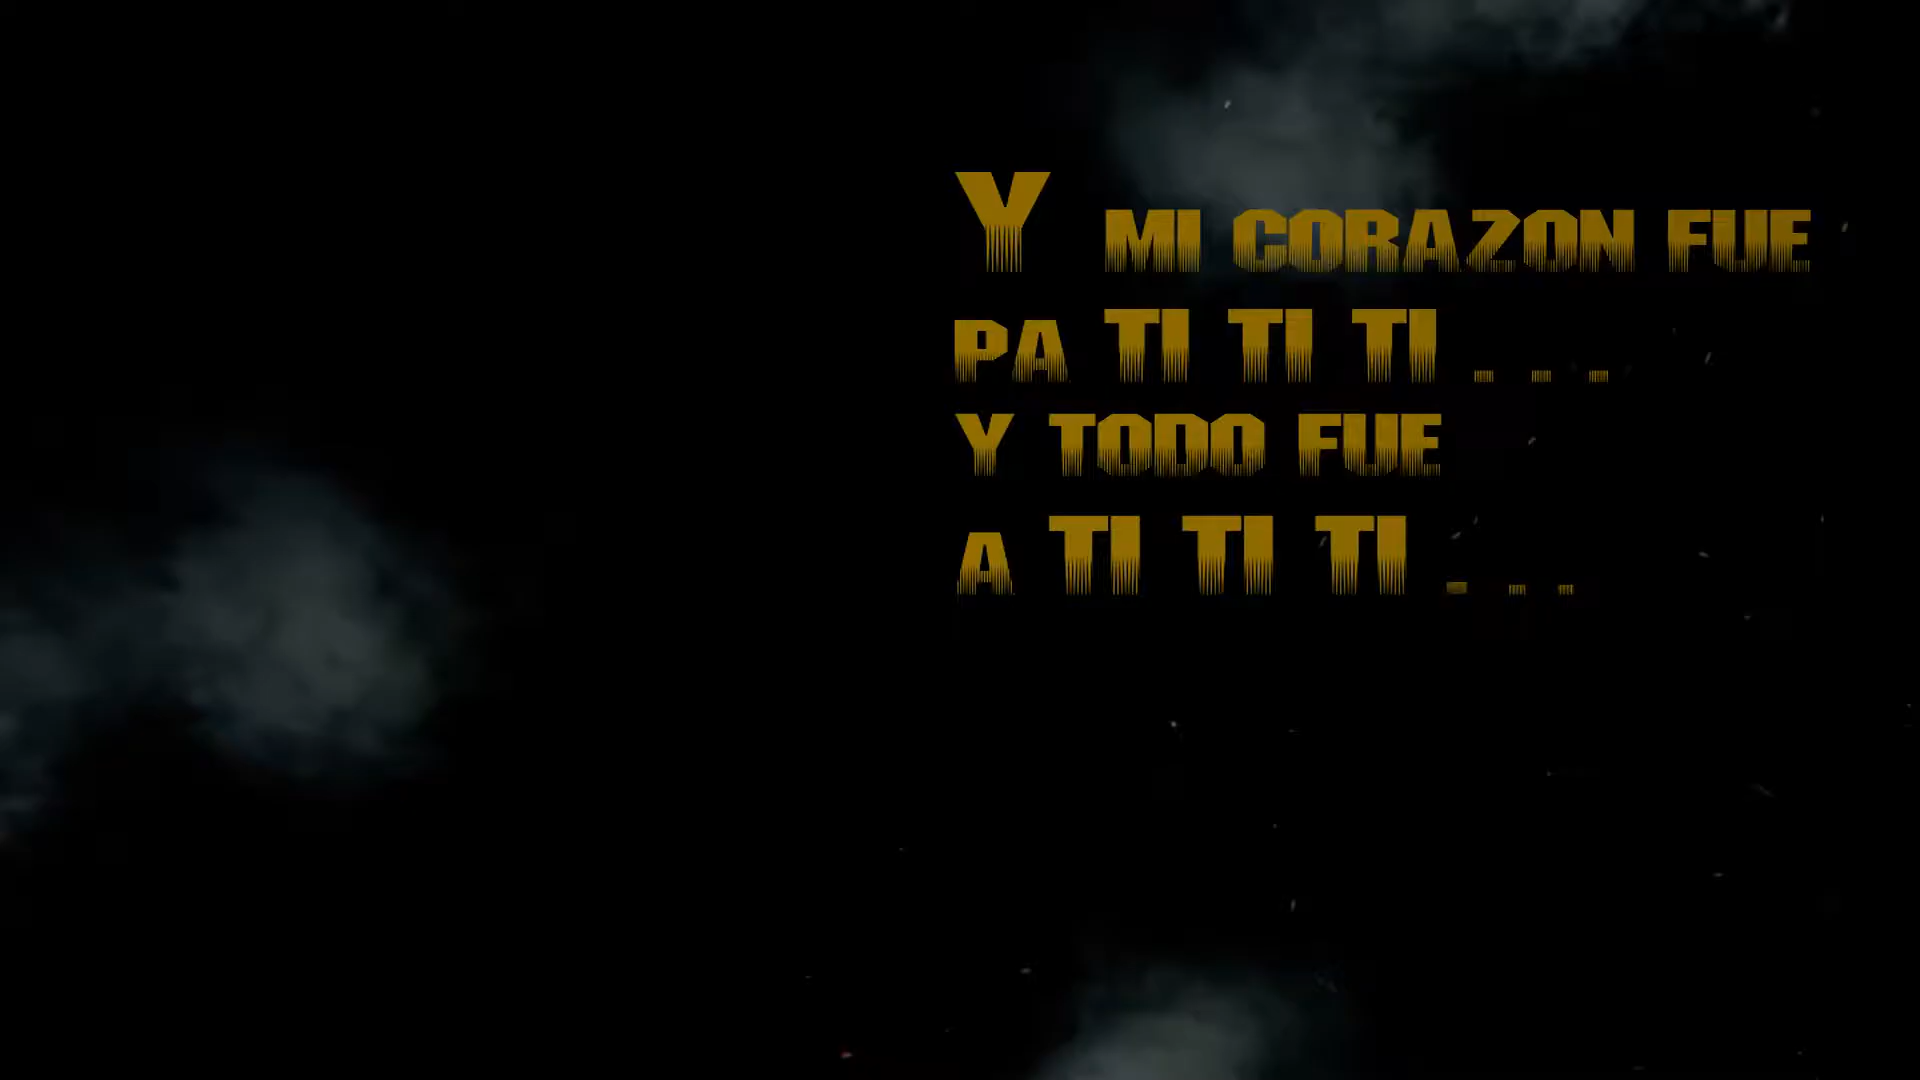 Y MI CORAZON FUE
PA TI TI TI . . .
Y TODO FUE
A TI TI TI . . .